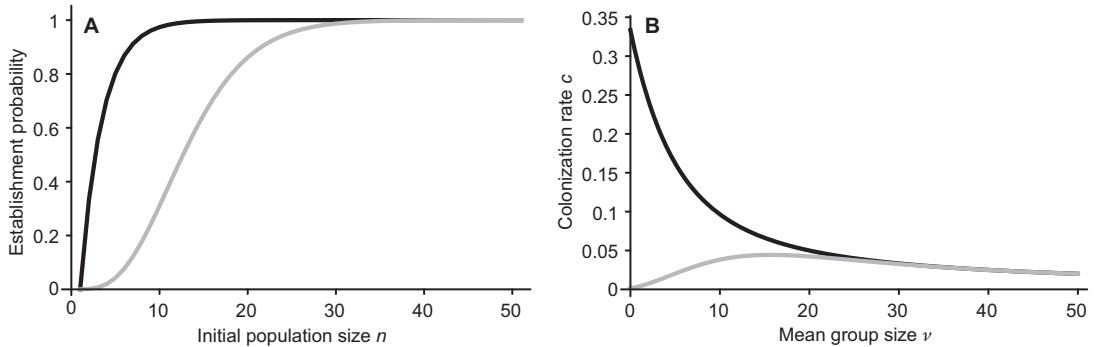 A
Establishment probability
1
0.8
0.6
0.4
0.2
0
0 10 20 30 40 50
Initial population size n
B
Colonization rate c
0.35
0.3
0.25
0.2
0.15
0.1
0.05
0
0 10 20 30 40 50
Mean group size ν